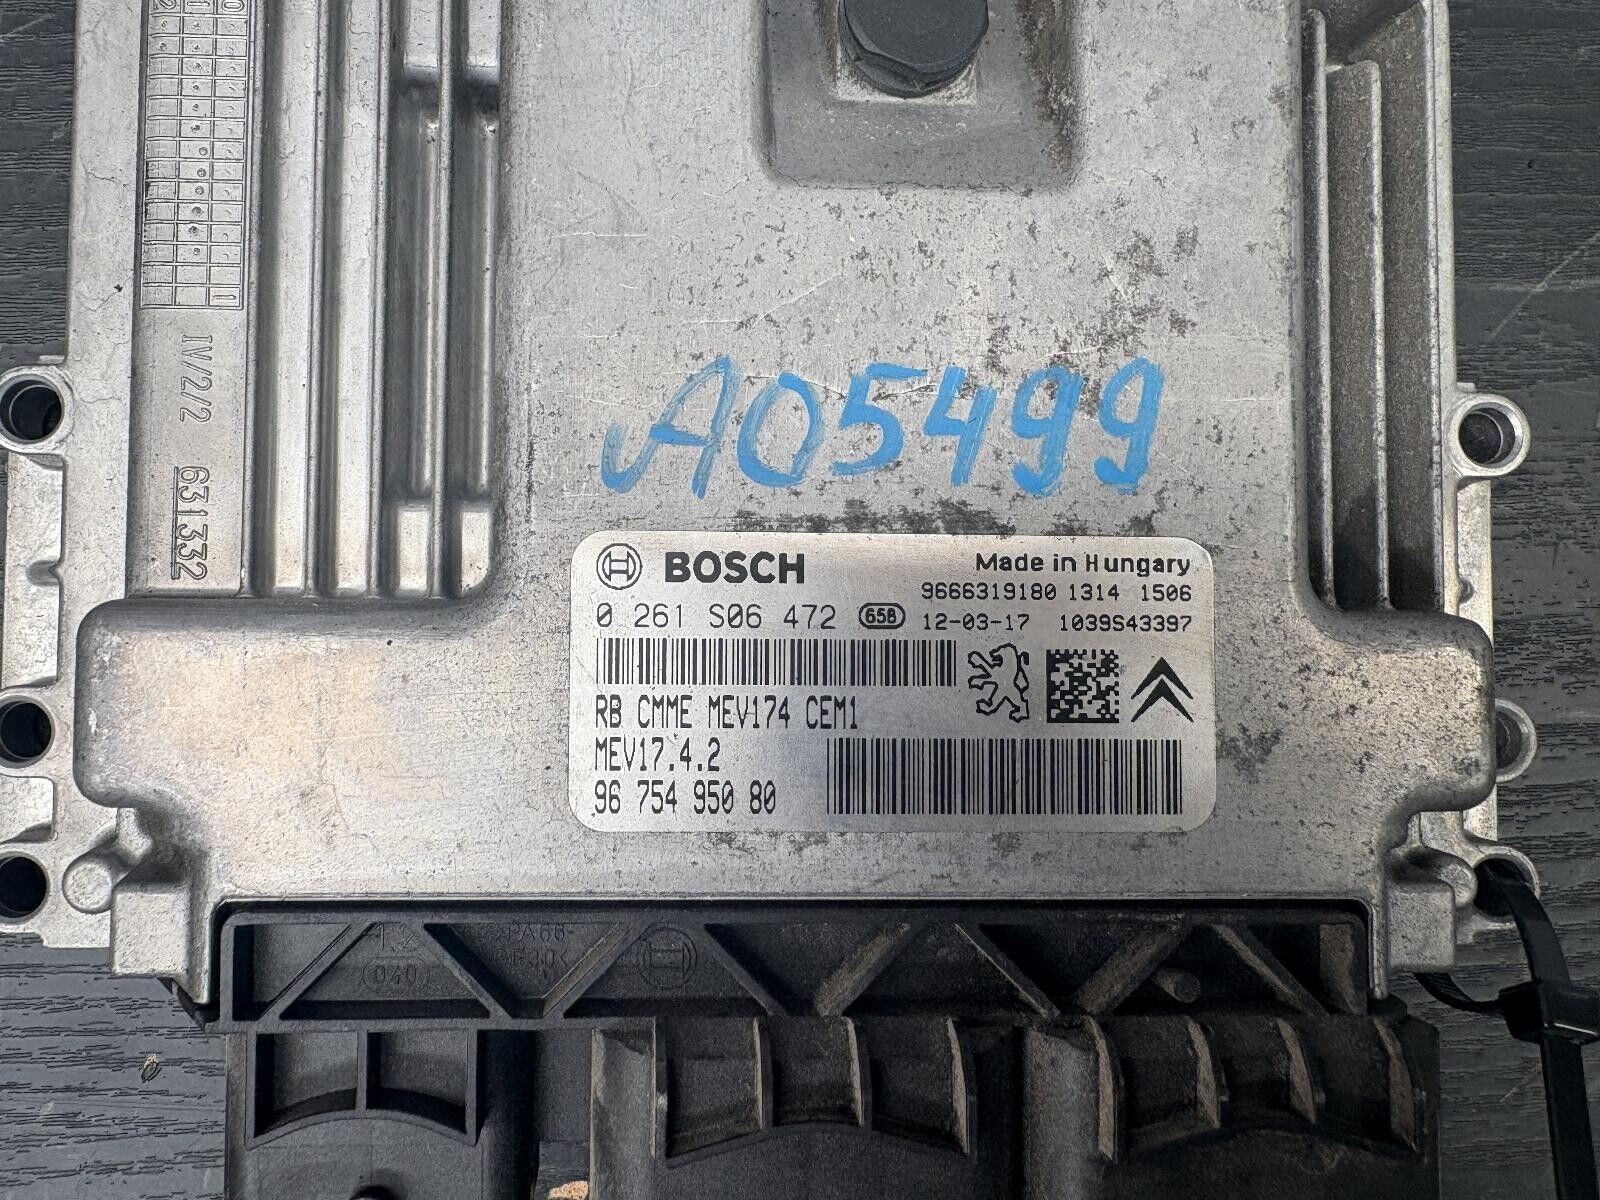 IV/2/2 631332
A05499
BOSCH
Made in Hungary
9666319180 1314 1506
0 261 S06 472 658 12-03-17 1039S43397
RB CMME MEV174 CEM1
MEV17.4.2
96 754 950 80
040